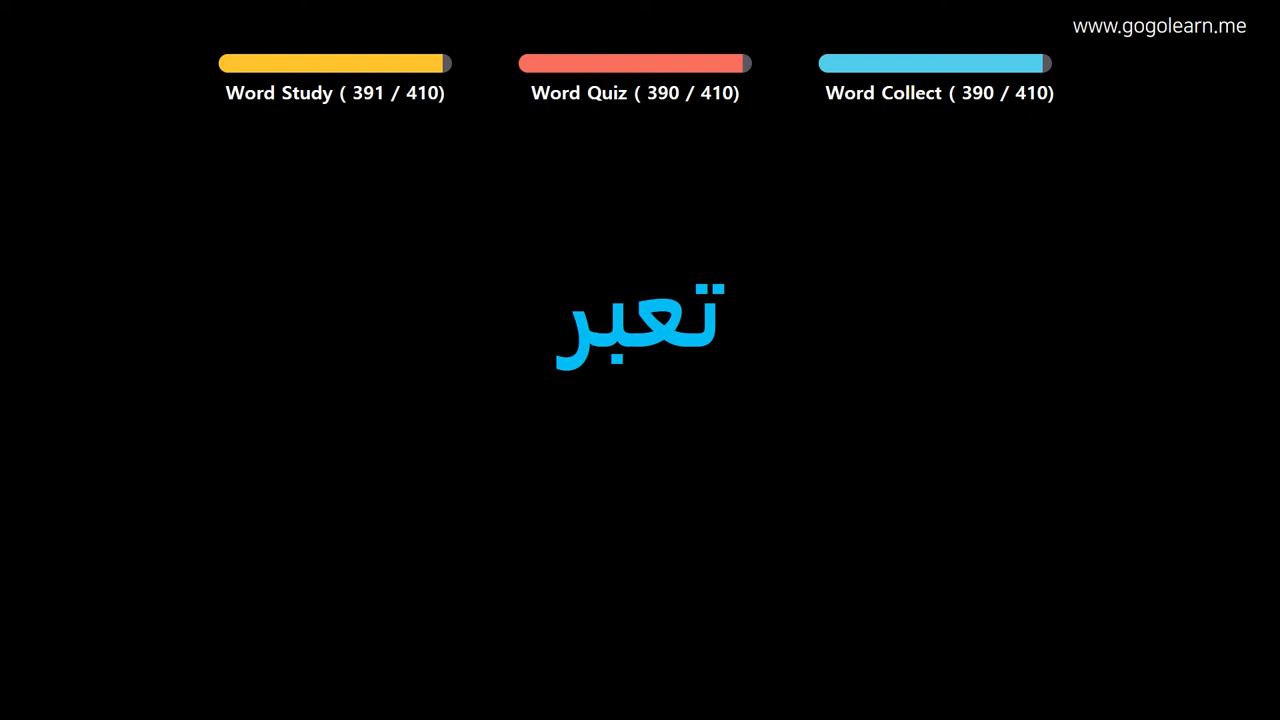 www.gogolearn.me
Word Study ( 391 / 410)
Word Quiz ( 390 / 410)
Word Collect ( 390 / 410)
تعبر